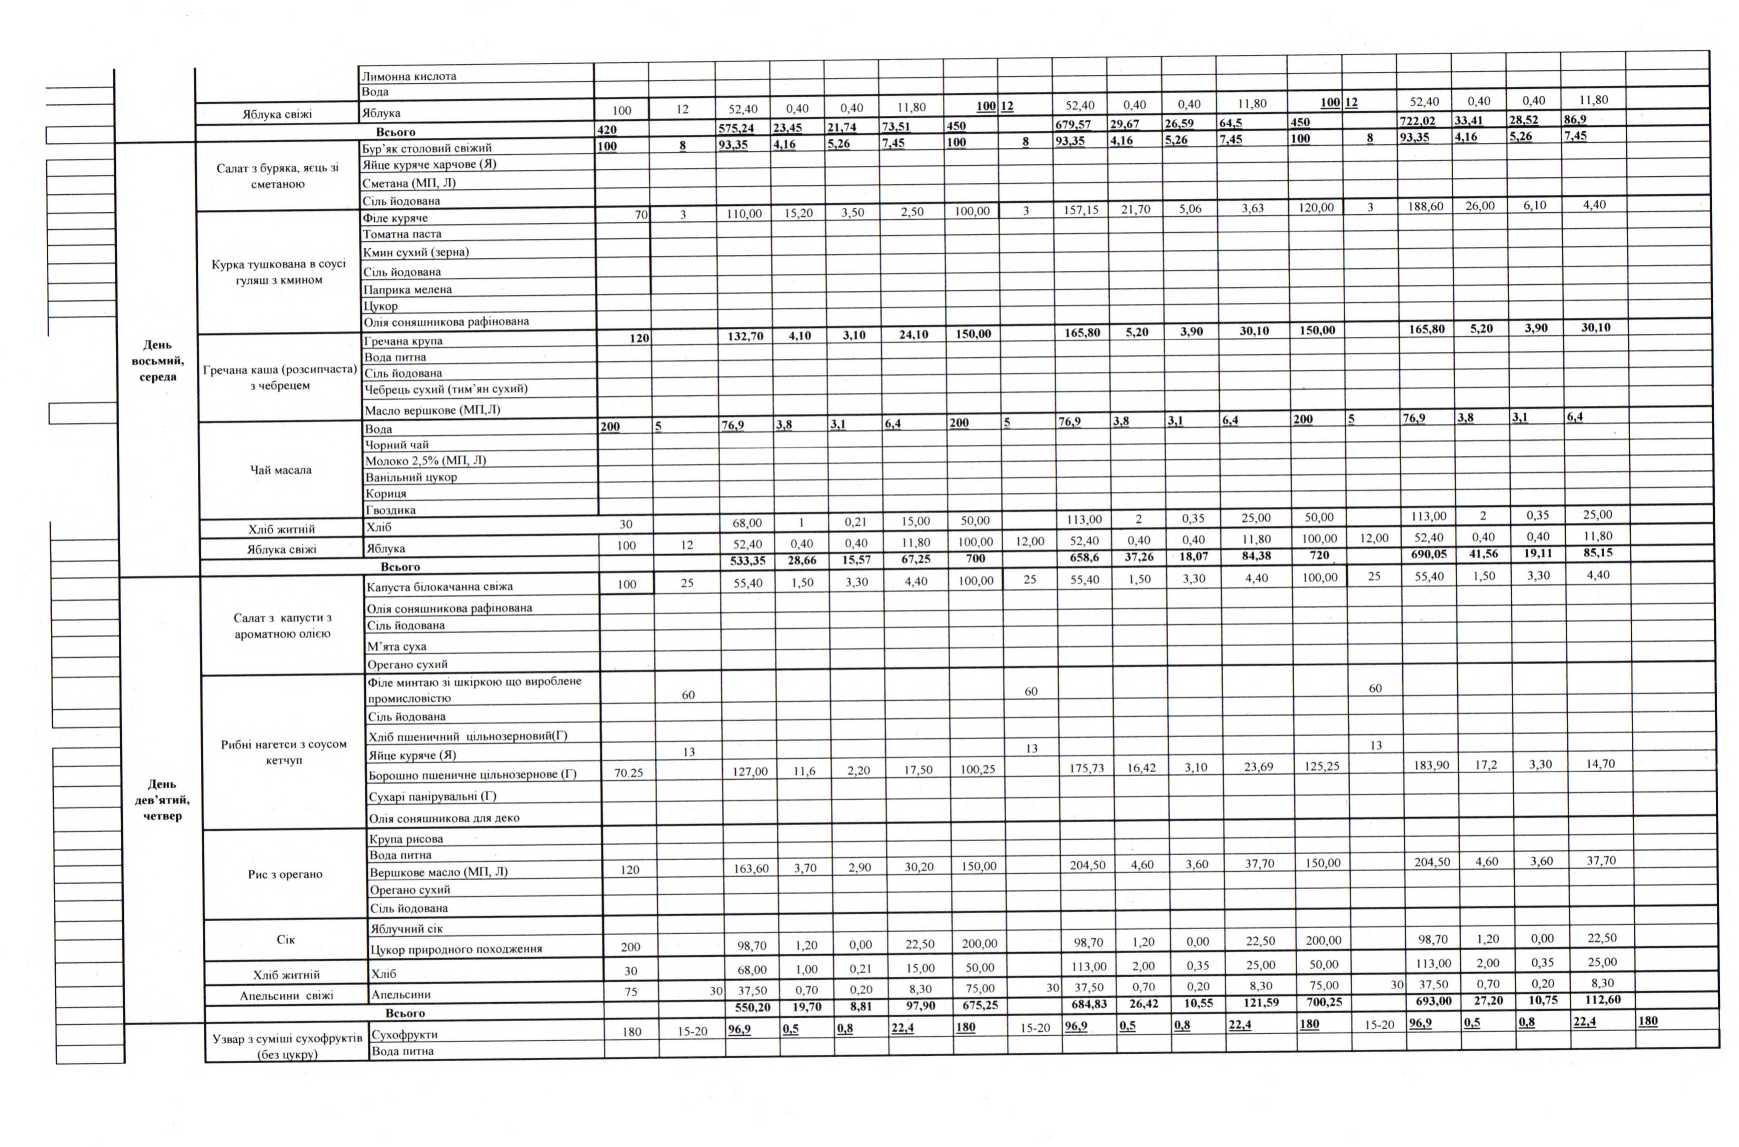 Лимонна кислота
Вода
Яблука свіжі Яблука 100 12 52,40 0,40 0,40 11,80 100 12 52,40 0,40 0,40 11,80 100 12 52,40 0,40 0,40 11,80
Всього 420 575,24 23,45 21,74 73,51 450 679,57 29,67 26,59 64,5 450 722,02 33,41 28,52 86,9
День восьмий, середа
Салат з буряка, яєць зі сметаною
Бур’як столовий свіжий 100 8 93,35 4,16 5,26 7,45 100 8 93,35 4,16 5,26 7,45 100 8 93,35 4,16 5,26 7,45
Яйце куряче харчове (Я)
Сметана (МП, Л)
Сіль йодована
Курка тушкована в соусі гуляш з кмином
Філе куряче 70 3 110,00 15,20 3,50 2,50 100,00 3 157,15 21,70 5,06 3,63 120,00 3 188,60 26,00 6,10 4,40
Томатна паста
Кмин сухий (зерна)
Сіль йодована
Паприка мелена
Цукор
Олія соняшникова рафінована
Гречана каша (розсипчаста) з чебрецем
Гречана крупа 120 132,70 4,10 3,10 24,10 150,00 165,80 5,20 3,90 30,10 150,00 165,80 5,20 3,90 30,10
Вода питна
Сіль йодована
Чебрець сухий (тим’ян сухий)
Масло вершкове (МП,Л)
Чай масала
Вода 200 5 76,9 3,8 3,1 6,4 200 5 76,9 3,8 3,1 6,4 200 5 76,9 3,8 3,1 6,4
Чорний чай
Молоко 2,5% (МП, Л)
Ванільний цукор
Кориця
Гвоздика
Хліб житній Хліб 30 68,00 1 0,21 15,00 50,00 113,00 2 0,35 25,00 50,00 113,00 2 0,35 25,00
Яблука свіжі Яблука 100 12 52,40 0,40 0,40 11,80 100,00 12,00 52,40 0,40 0,40 11,80 100,00 12,00 52,40 0,40 0,40 11,80
Всього 533,35 28,66 15,57 67,25 700 658,6 37,26 18,07 84,38 720 690,05 41,56 19,11 85,15
День дев’ятий, четвер
Салат з капусти з ароматною олією
Капуста білокачанна свіжа 100 25 55,40 1,50 3,30 4,40 100,00 25 55,40 1,50 3,30 4,40 100,00 25 55,40 1,50 3,30 4,40
Олія соняшникова рафінована
Сіль йодована
М’ята суха
Орегано сухий
Рибні нагетси з соусом кетчуп
Філе минтаю зі шкіркою що вироблене
промисловістю 60 60 60
Сіль йодована
Хліб пшеничний цільнозерновий(Г)
Яйце куряче (Я) 13 13 13
Борошно пшеничне цільнозернове (Г) 70.25 127,00 11,6 2,20 17,50 100,25 175,73 16,42 3,10 23,69 125,25 183,90 17,2 3,30 14,70
Сухарі панірувальні (Г)
Олія соняшникова для деко
Рис з орегано
Крупа рисова
Вода питна
Вершкове масло (МП, Л) 120 163,60 3,70 2,90 30,20 150,00 204,50 4,60 3,60 37,70 150,00 204,50 4,60 3,60 37,70
Орегано сухий
Сіль йодована
Сік
Яблучний сік
Цукор природного походження 200 98,70 1,20 0,00 22,50 200,00 98,70 1,20 0,00 22,50 200,00 98,70 1,20 0,00 22,50
Хліб житній Хліб 30 68,00 1,00 0,21 15,00 50,00 113,00 2,00 0,35 25,00 50,00 113,00 2,00 0,35 25,00
Апельсини свіжі Апельсини 75 30 37,50 0,70 0,20 8,30 75,00 30 37,50 0,70 0,20 8,30 75,00 30 37,50 0,70 0,20 8,30
Всього 550,20 19,70 8,81 97,90 675,25 684,83 26,42 10,55 121,59 700,25 693,00 27,20 10,75 112,60
Узвар з суміші сухофруктів (без цукру)
Сухофрукти 180 15-20 96,9 0,5 0,8 22,4 180 15-20 96,9 0,5 0,8 22,4 180 15-20 96,9 0,5 0,8 22,4 180
Вода питна